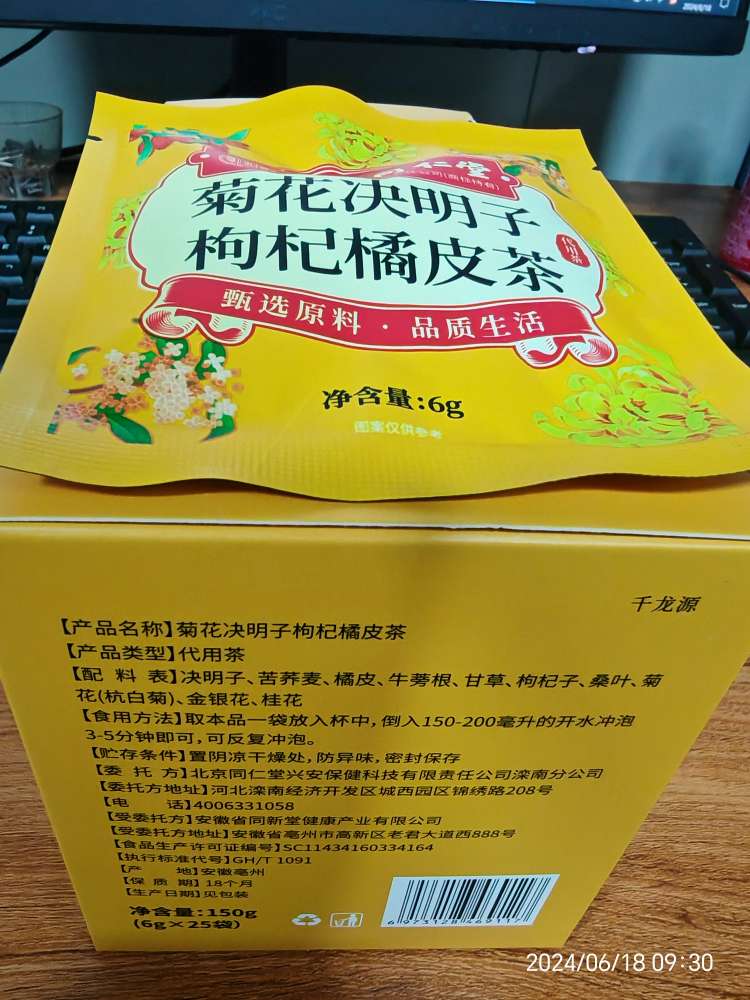 仁堂
菊花决明子
枸杞橘皮茶
代用茶
甄选原料·品质生活
净含量:6g
图案仅供参考
千龙源
【产品名称】菊花决明子枸杞橘皮茶
【产品类型】代用茶
【配 料 表】决明子、苦荞麦、橘皮、牛蒡根、甘草、枸杞子、桑叶、菊
花(杭白菊)、金银花、桂花
【食用方法】取本品一袋放入杯中,倒入150-200毫升的开水冲泡
3-5分钟即可,可反复冲泡。
【贮存条件】置阴凉干燥处,防异味,密封保存
【委 托 方】北京同仁堂兴安保健科技有限责任公司滦南分公司
【委托方地址】河北滦南经济开发区城西园区锦绣路208号
【电 话】4006331058
【受委托方】安徽省同新堂健康产业有限公司
【受委托方地址】安徽省亳州市高新区老君大道西888号
【食品生产许可证编号】SC11434160334164
【执行标准代号】GH/T 1091
【产 地】安徽亳州
【保 质 期】18个月
【生产日期】见包装
净含量:150g
(6g×25袋)
2024/06/18 09:30